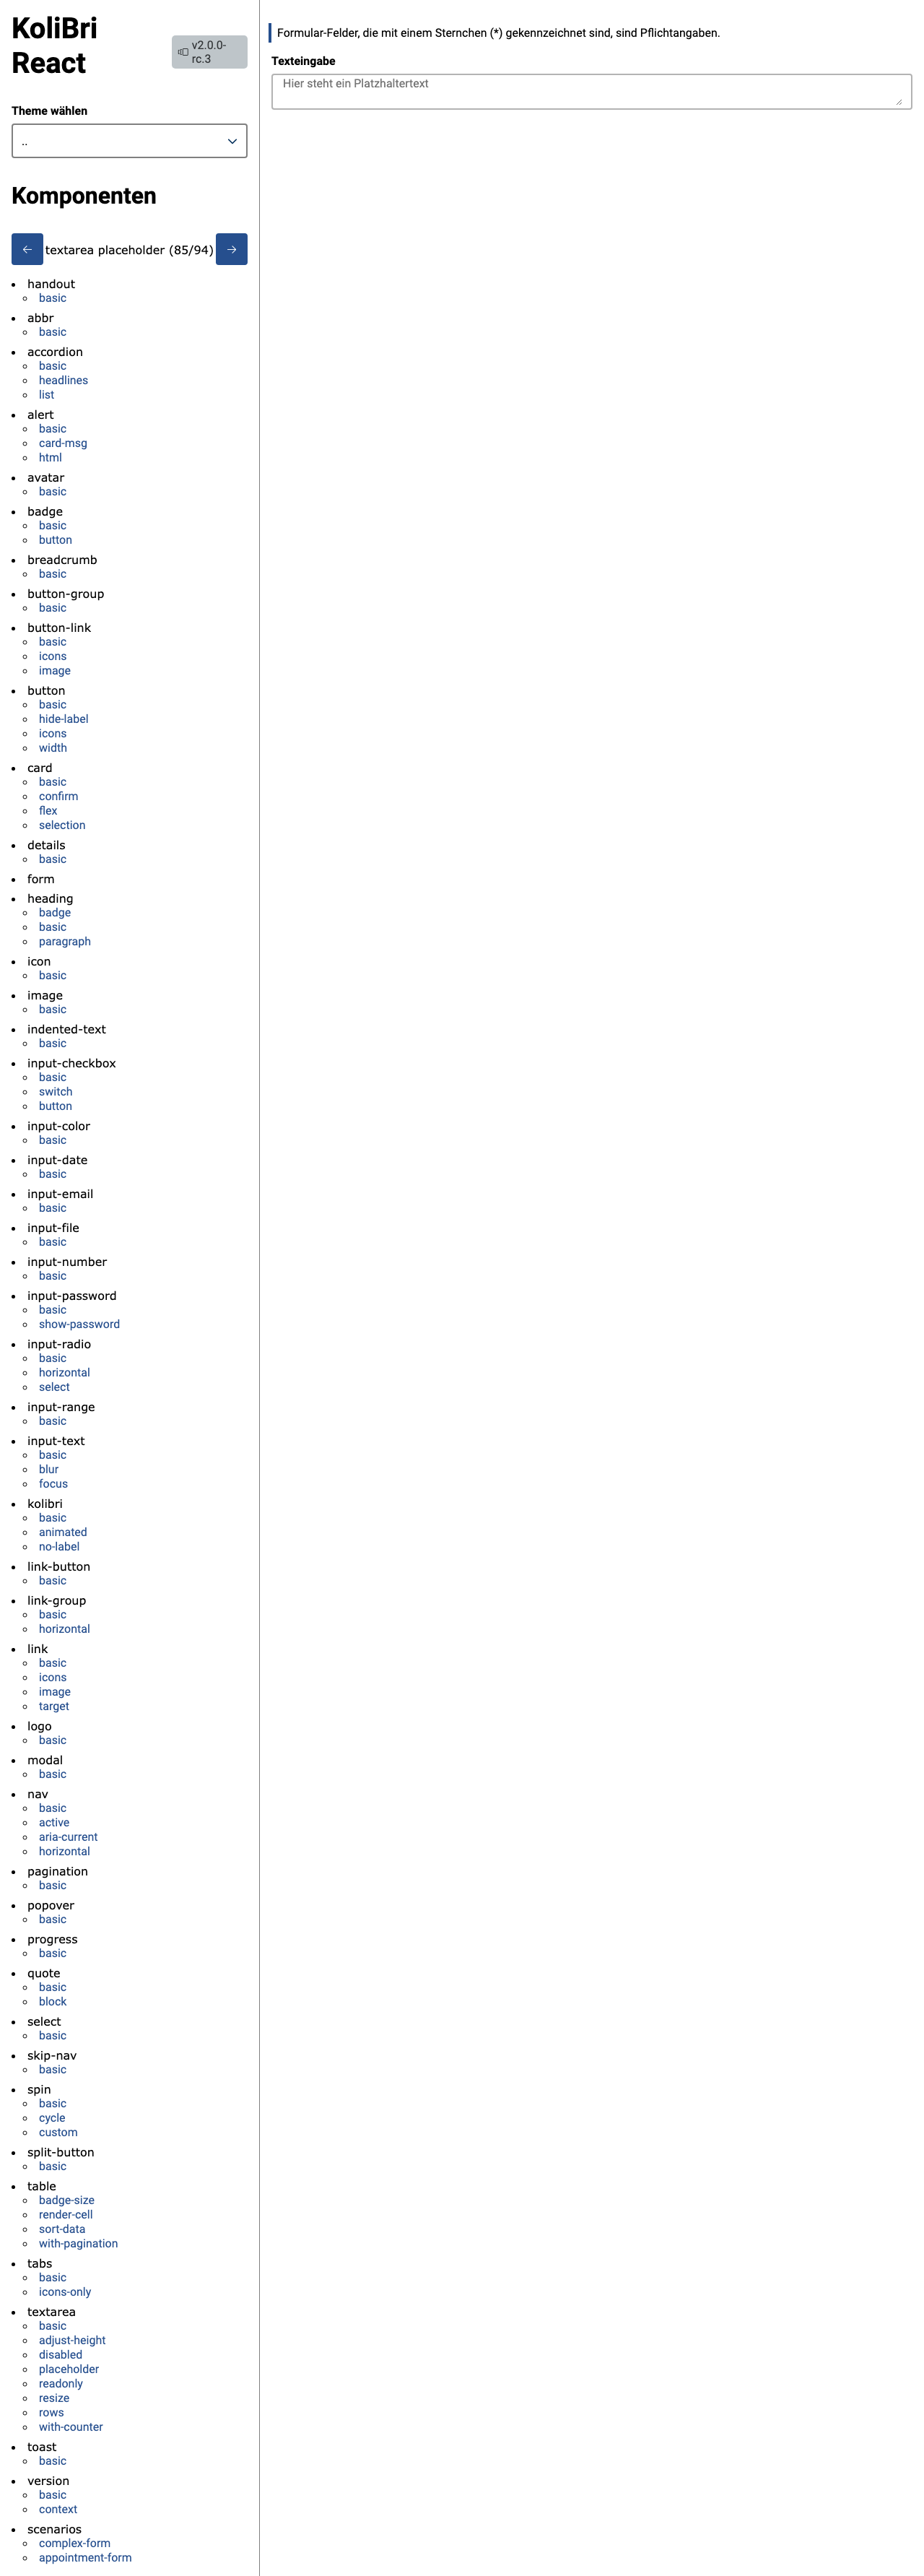 KoliBri
React
v2.0.0-
rc.3
Theme wählen
..
Komponenten
← textarea placeholder (85/94) →
handout
basic
abbr
basic
accordion
basic
headlines
list
alert
basic
card-msg
html
avatar
basic
badge
basic
button
breadcrumb
basic
button-group
basic
button-link
basic
icons
image
button
basic
hide-label
icons
width
card
basic
confirm
flex
selection
details
basic
form
heading
badge
basic
paragraph
icon
basic
image
basic
indented-text
basic
input-checkbox
basic
switch
button
input-color
basic
input-date
basic
input-email
basic
input-file
basic
input-number
basic
input-password
basic
show-password
input-radio
basic
horizontal
select
input-range
basic
input-text
basic
blur
focus
kolibri
basic
animated
no-label
link-button
basic
link-group
basic
horizontal
link
basic
icons
image
target
logo
basic
modal
basic
nav
basic
active
aria-current
horizontal
pagination
basic
popover
basic
progress
basic
quote
basic
block
select
basic
skip-nav
basic
spin
basic
cycle
custom
split-button
basic
table
badge-size
render-cell
sort-data
with-pagination
tabs
basic
icons-only
textarea
basic
adjust-height
disabled
placeholder
readonly
resize
rows
with-counter
toast
basic
version
basic
context
scenarios
complex-form
appointment-form
Formular-Felder, die mit einem Sternchen (*) gekennzeichnet sind, sind Pflichtangaben.
Texteingabe
Hier steht ein Platzhaltertext